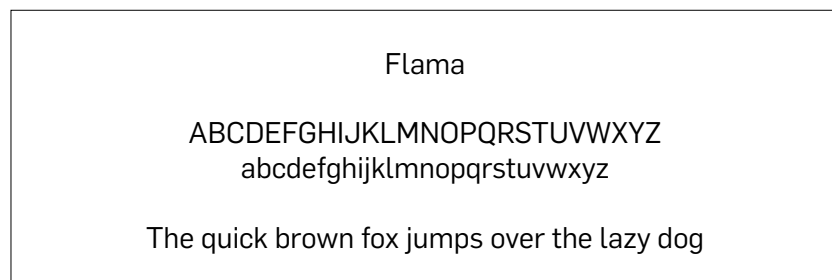 Flama
ABCDEFGHIJKLMNOPQRSTUVWXYZ
abcdefghijklmnopqrstuvwxyz
The quick brown fox jumps over the lazy dog